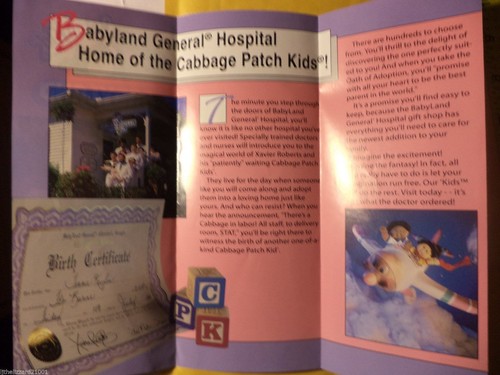 Babyland General® Hospital
Home of the Cabbage Patch Kids®!
The minute you step through
the doors of BabyLand
General® Hospital, you'll
know it is like no other hospital you've
ever visited! Specially trained doctors
and nurses will introduce you to the
magical world of Xavier Roberts and
his "patiently" waiting Cabbage Patch
Kids®.
They live for the day when someone
like you will come along and adopt
them into a loving home just like
yours. And who can resist? When you
hear the announcement, "There's a
Cabbage in labor! All staff, to delivery
room, STAT," you'll be right there to
witness the birth of another one-of-a-
kind Cabbage Patch Kid.
There are hundreds to choose
from. You'll thrill to the delight of
discovering the one perfectly suit-
ed to you! And when you take the
Oath of Adoption, you'll "promise
with all your heart to be the best
parent in the world."
It's a promise you'll find easy to
keep, because the BabyLand
General® Hospital gift shop has
everything you'll need to care for
the newest addition to your
the excitement!
the fantasy! In fact, all
really have to do is let your
run free. Our 'Kids™
the rest. Visit today - it's
what the doctor ordered!
Birth Certificate
C
P
K